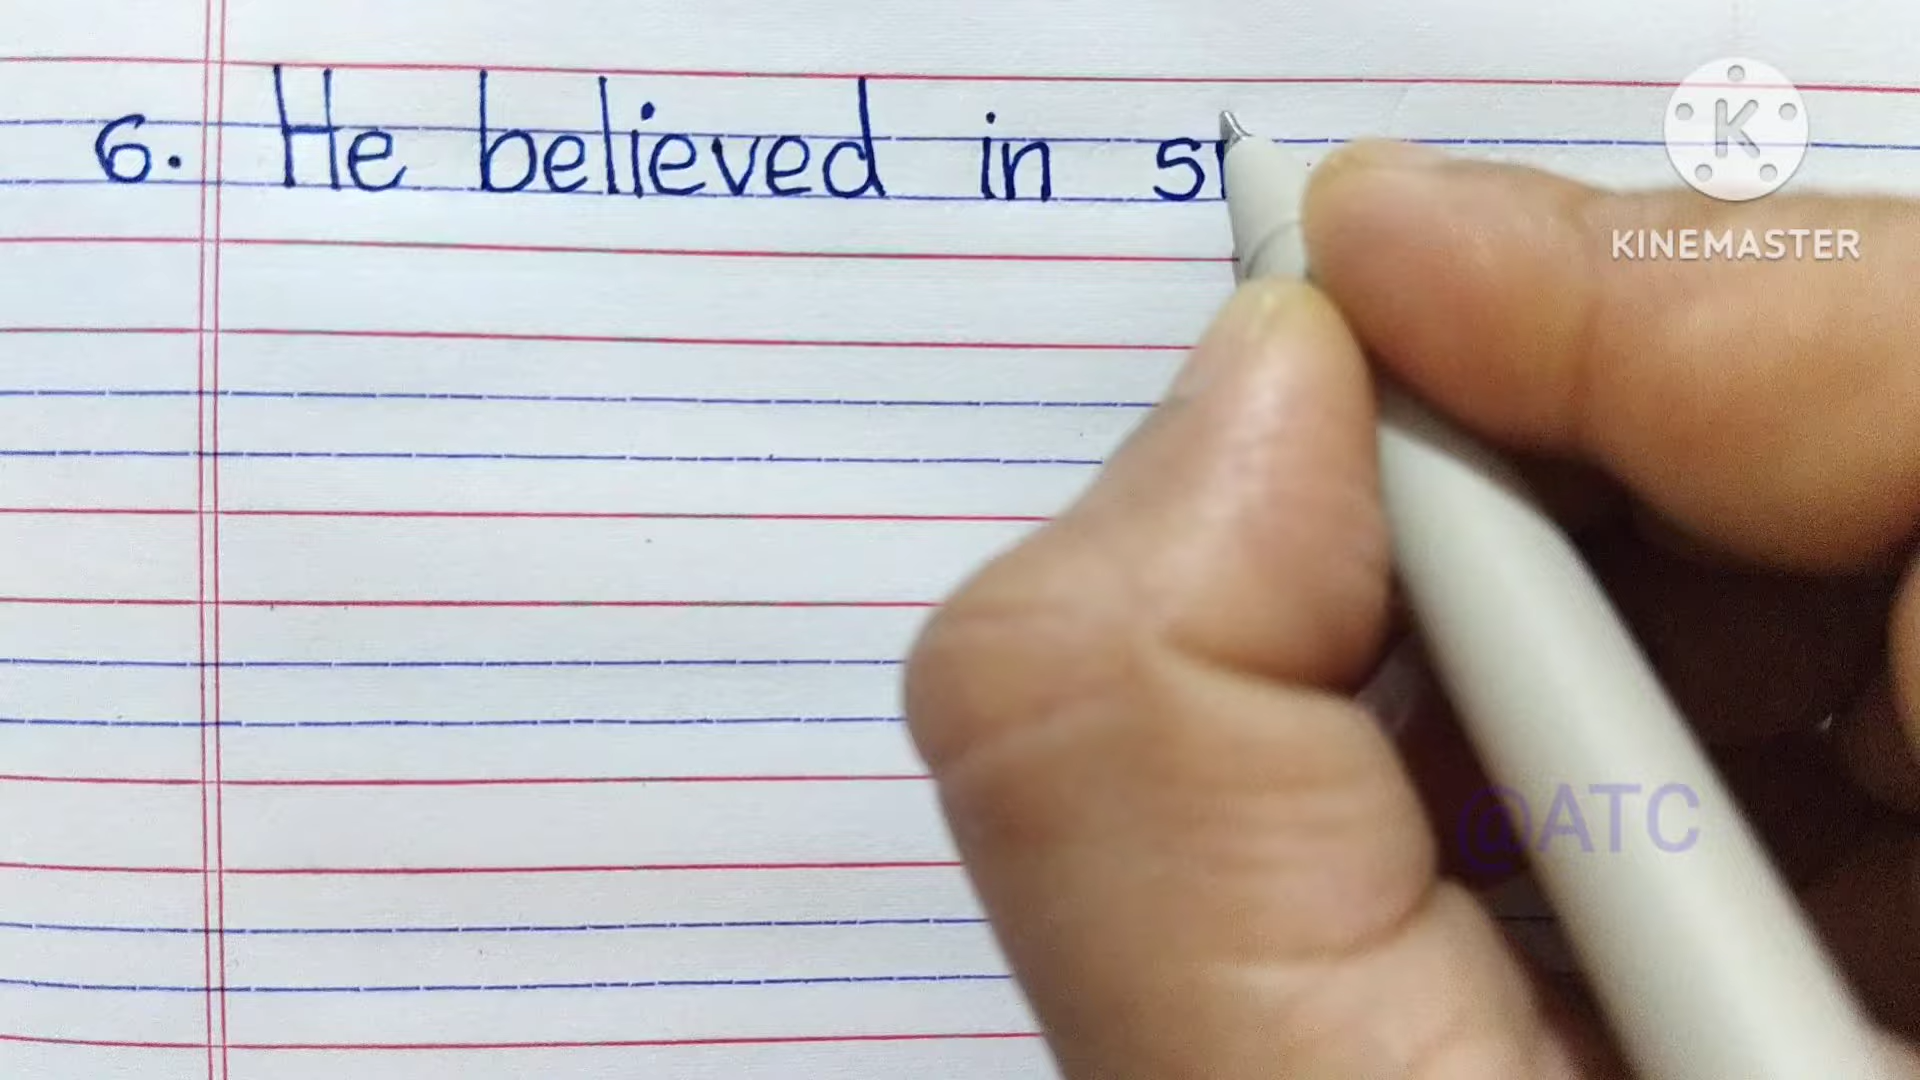 6. He believed in
K
KINEMASTER
@ATC